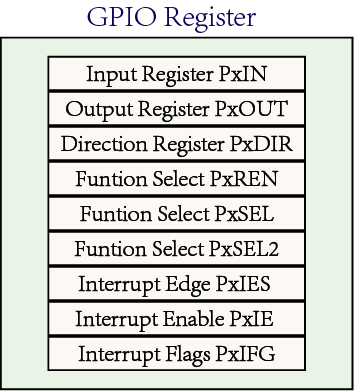 GPIO Register
Input Register PxIN
Output Register PxOUT
Direction Register PxDIR
Funtion Select PxREN
Funtion Select PxSEL
Funtion Select PxSEL2
Interrupt Edge PxIES
Interrupt Enable PxIE
Interrupt Flags PxIFG